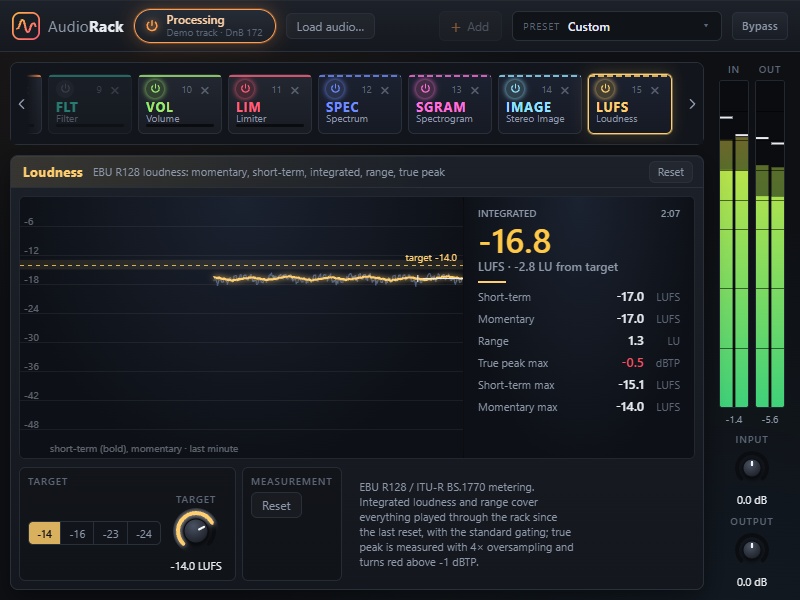 AudioRack
Processing
Demo track · DnB 172
Load audio...
+ Add
PRESET Custom
Bypass
9 ×
FLT
Filter
10 ×
VOL
Volume
11 ×
LIM
Limiter
12 ×
SPEC
Spectrum
13 ×
SGRAM
Spectrogram
14 ×
IMAGE
Stereo Image
15 ×
LUFS
Loudness
IN OUT
Loudness EBU R128 loudness: momentary, short-term, integrated, range, true peak
Reset
-6
-12
-18
-24
-30
-36
-42
-48
target -14.0
short-term (bold), momentary · last minute
INTEGRATED 2:07
-16.8
LUFS · -2.8 LU from target
Short-term -17.0 LUFS
Momentary -17.0 LUFS
Range 1.3 LU
True peak max -0.5 dBTP
Short-term max -15.1 LUFS
Momentary max -14.0 LUFS
-1.4 -5.6
INPUT
0.0 dB
OUTPUT
0.0 dB
TARGET
-14 -16 -23 -24
TARGET
-14.0 LUFS
MEASUREMENT
Reset
EBU R128 / ITU-R BS.1770 metering.
Integrated loudness and range cover
everything played through the rack since
the last reset, with the standard gating; true
peak is measured with 4× oversampling and
turns red above -1 dBTP.